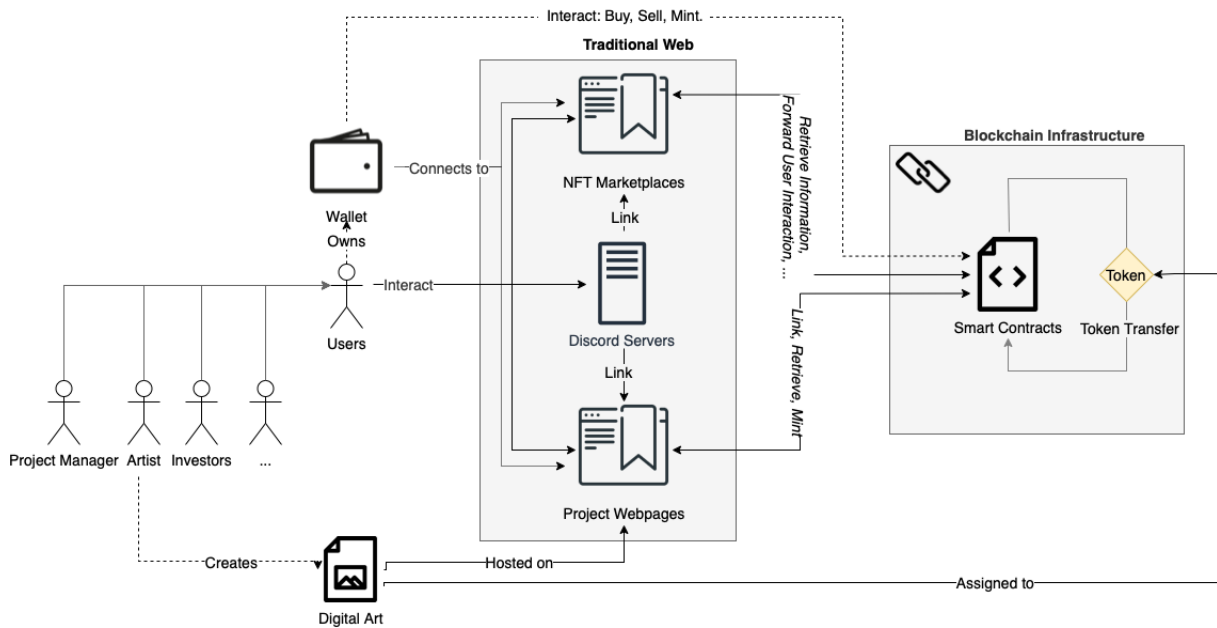 Interact: Buy, Sell, Mint.
Traditional Web
Blockchain Infrastructure
NFT Marketplaces
Connects to
Wallet
Owns
Link
Retrieve Information,
Forward User Interaction, ...
Interact
Users
Discord Servers
Link
Token
Smart Contracts
Token Transfer
Link, Retrieve, Mint
Project Manager
Artist
Investors
...
Project Webpages
Creates
Hosted on
Assigned to
Digital Art